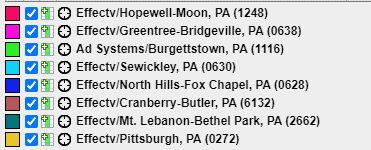 Effectv/Hopewell-Moon, PA (1248)
Effectv/Greentree-Bridgeville, PA (0638)
Ad Systems/Burgettstown, PA (1116)
Effectv/Sewickley, PA (0630)
Effectv/North Hills-Fox Chapel, PA (0628)
Effectv/Cranberry-Butler, PA (6132)
Effectv/Mt. Lebanon-Bethel Park, PA (2662)
Effectv/Pittsburgh, PA (0272)